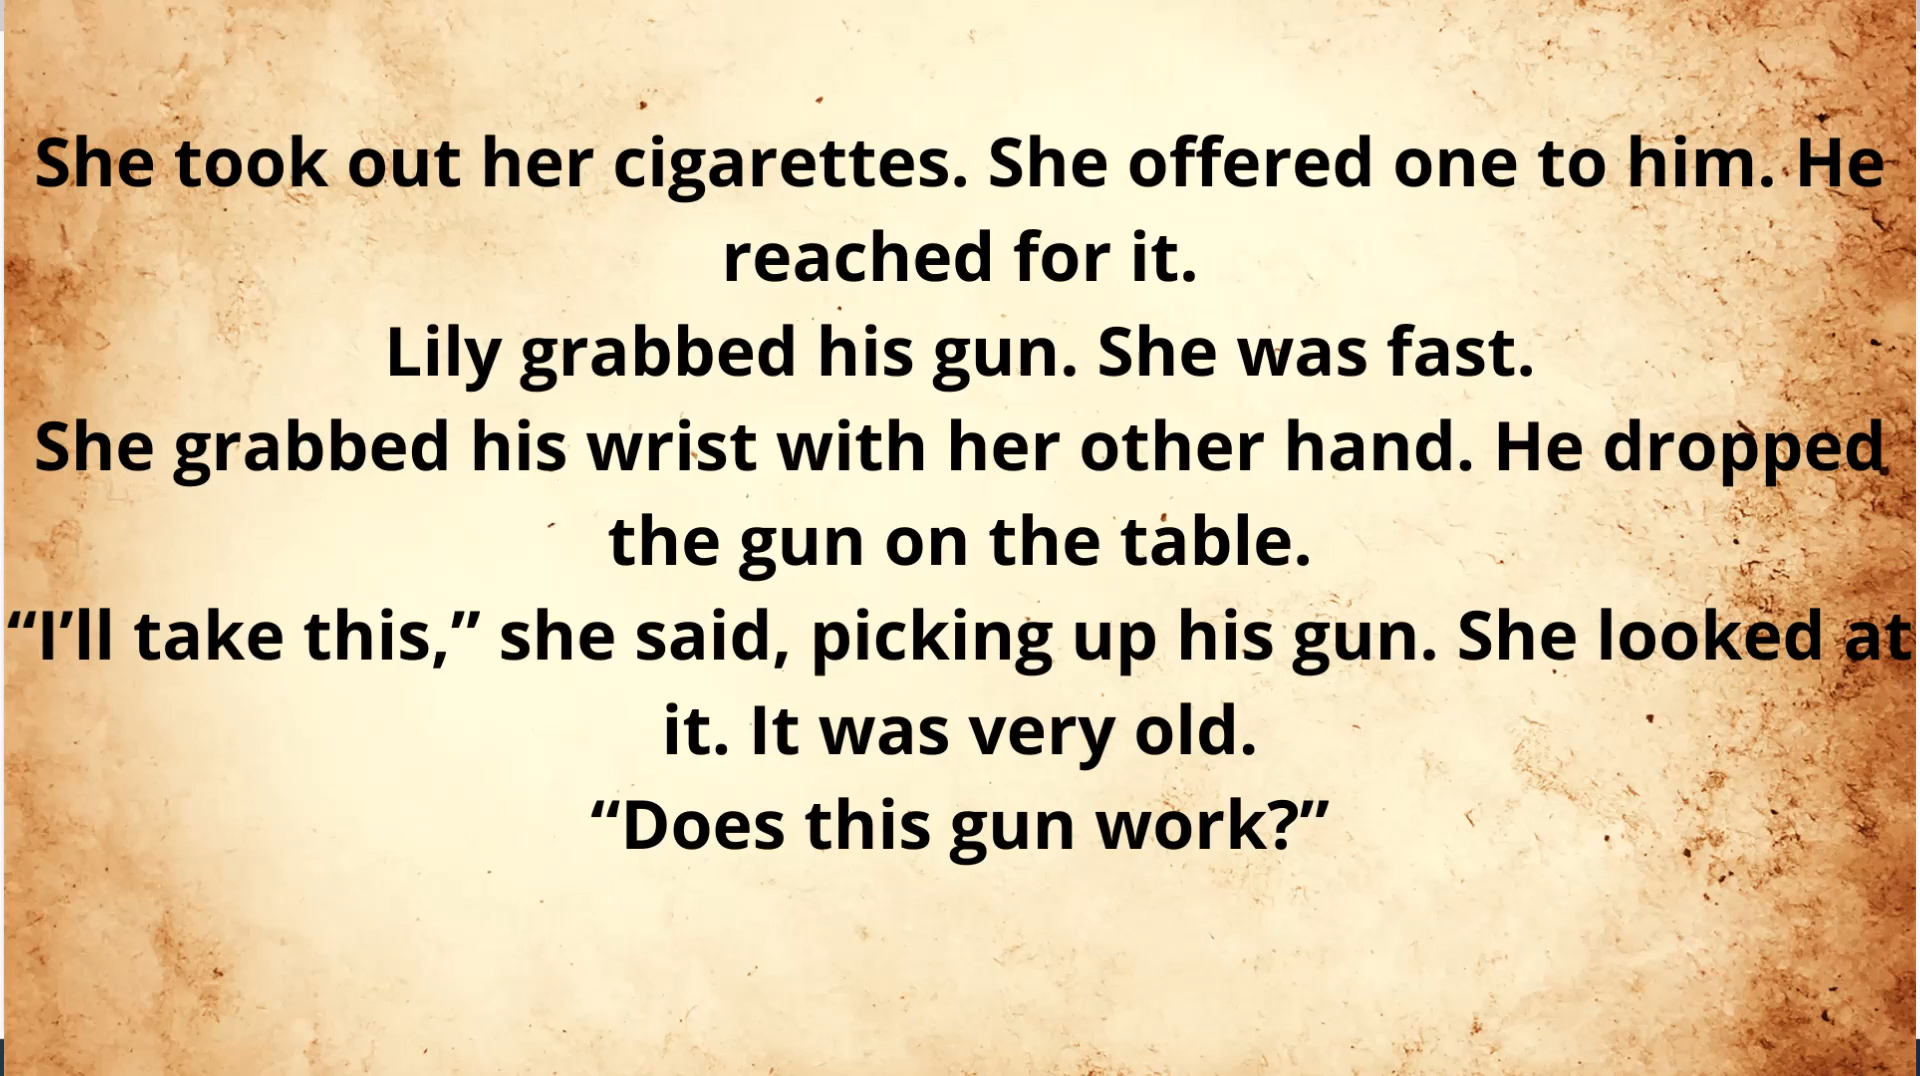 She took out her cigarettes. She offered one to him. He
reached for it.
Lily grabbed his gun. She was fast.
She grabbed his wrist with her other hand. He dropped
the gun on the table.
“I’ll take this,” she said, picking up his gun. She looked at
it. It was very old.
“Does this gun work?”